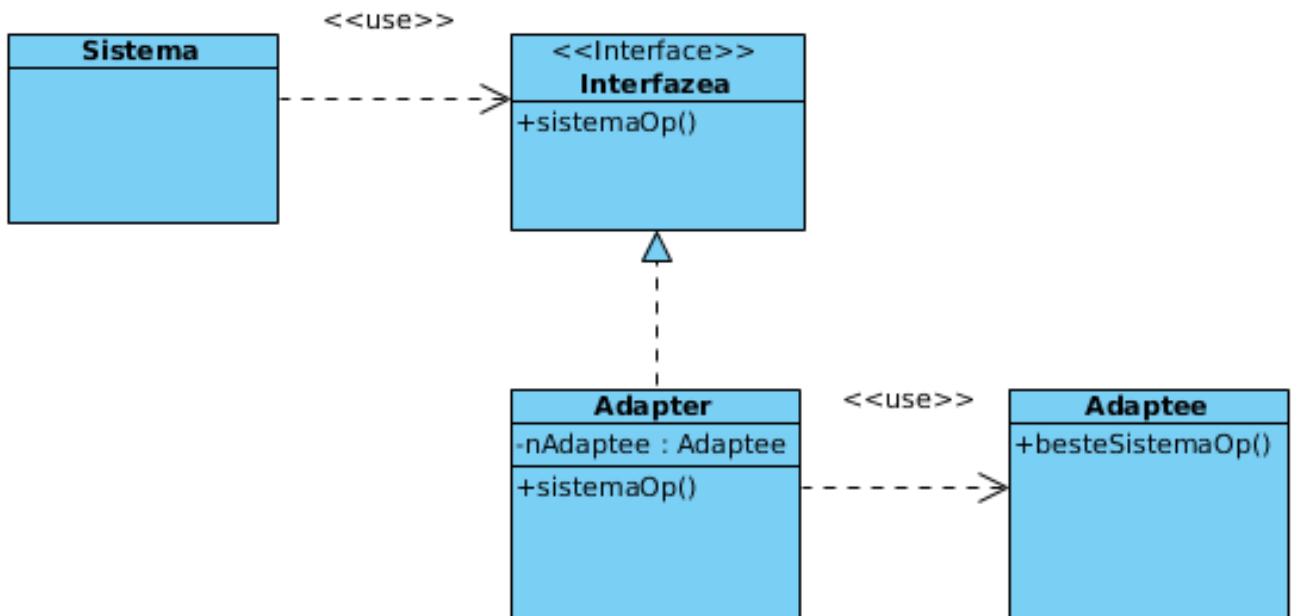 <<use>>
Sistema
<<Interface>>
Interfazea
+sistemaOp()
Adapter
-nAdaptee : Adaptee
+sistemaOp()
<<use>>
Adaptee
+besteSistemaOp()